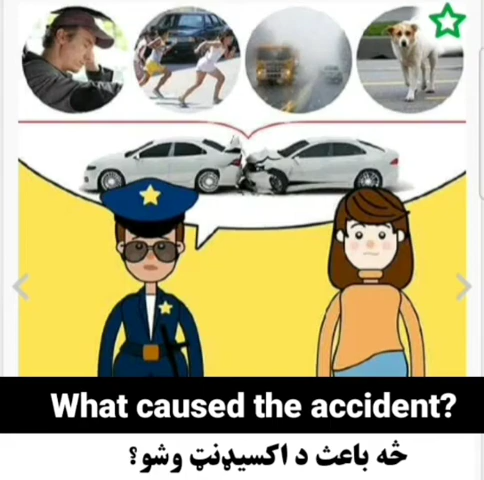 What caused the accident?
څه باعث د اکسیډنټ وشو؟